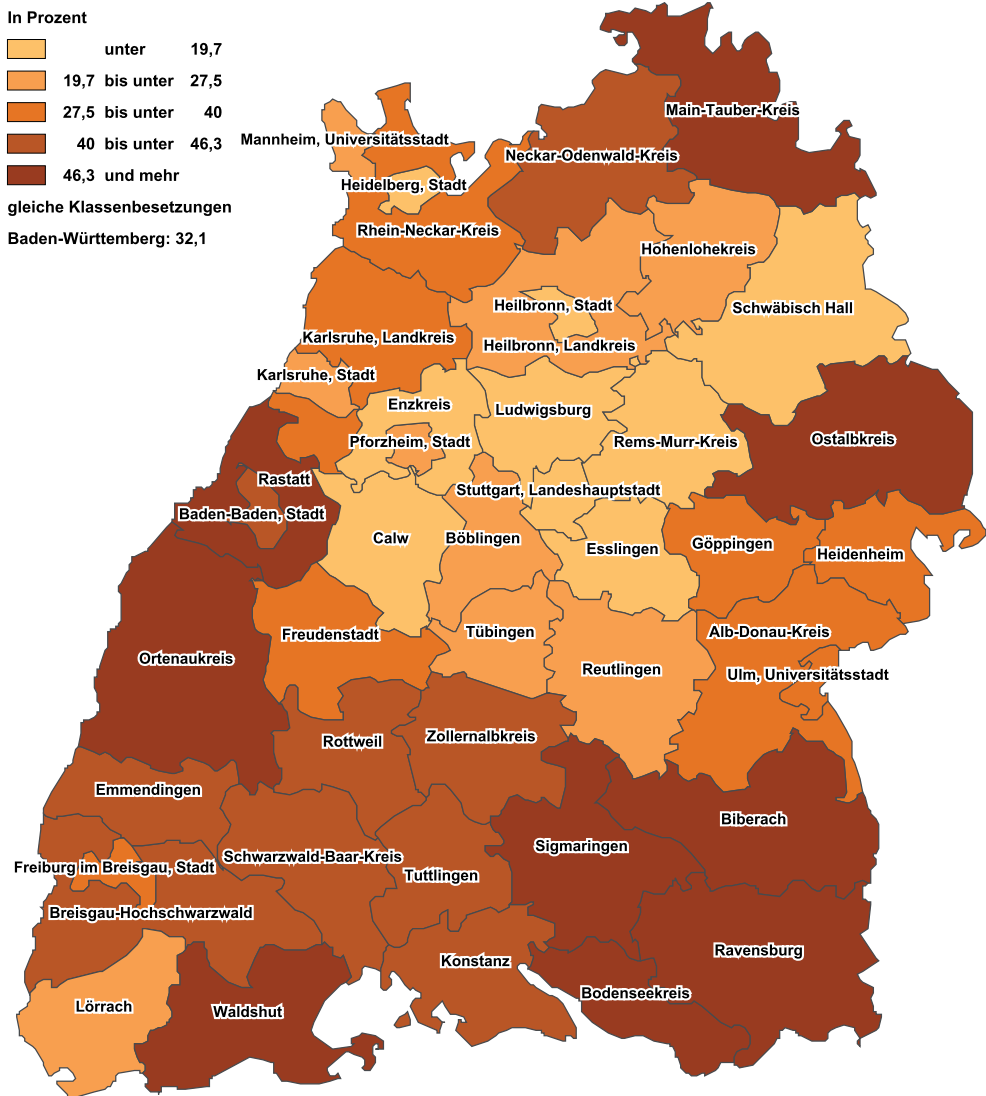 In Prozent
unter 19,7
19,7 bis unter 27,5
27,5 bis unter 40
40 bis unter 46,3
46,3 und mehr
gleiche Klassenbesetzungen
Baden-Württemberg: 32,1
Main-Tauber-Kreis
Mannheim, Universitätsstadt
Neckar-Odenwald-Kreis
Heidelberg, Stadt
Rhein-Neckar-Kreis
Hohenlohekreis
Heilbronn, Stadt
Schwäbisch Hall
Karlsruhe, Landkreis
Heilbronn, Landkreis
Karlsruhe, Stadt
Enzkreis
Ludwigsburg
Pforzheim, Stadt
Rems-Murr-Kreis
Ostalbkreis
Rastatt
Stuttgart, Landeshauptstadt
Baden-Baden, Stadt
Calw
Böblingen
Esslingen
Göppingen
Heidenheim
Freudenstadt
Tübingen
Alb-Donau-Kreis
Ortenaukreis
Reutlingen
Ulm, Universitätsstadt
Rottweil
Zollernalbkreis
Emmendingen
Biberach
Sigmaringen
Schwarzwald-Baar-Kreis
Freiburg im Breisgau, Stadt
Tuttlingen
Breisgau-Hochschwarzwald
Ravensburg
Konstanz
Bodenseekreis
Lörrach
Waldshut